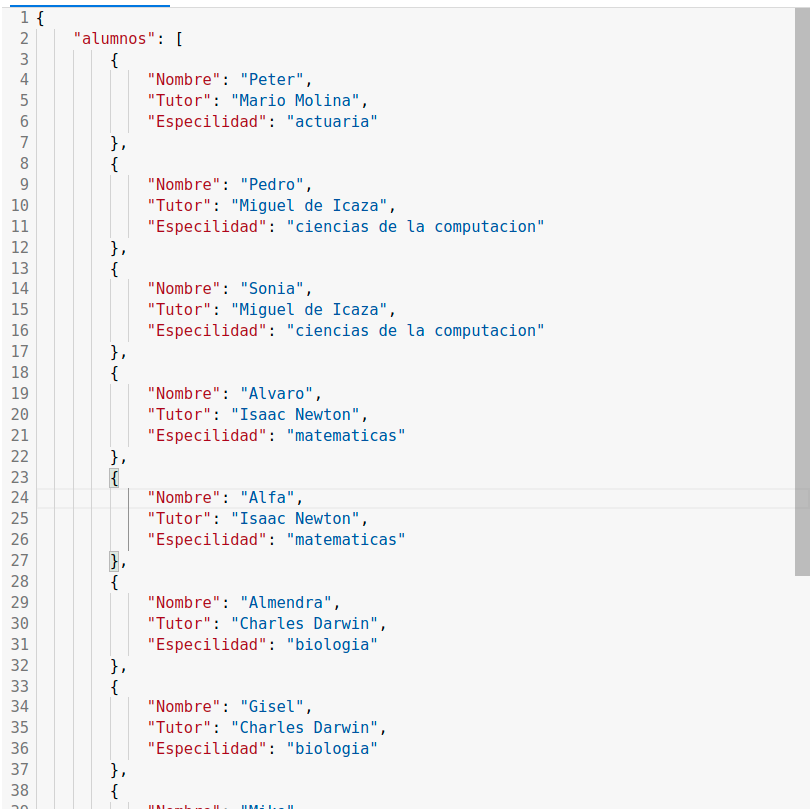 1 {
2 "alumnos": [
3 {
4 "Nombre": "Peter",
5 "Tutor": "Mario Molina",
6 "Especilidad": "actuaria"
7 },
8 {
9 "Nombre": "Pedro",
10 "Tutor": "Miguel de Icaza",
11 "Especilidad": "ciencias de la computacion"
12 },
13 {
14 "Nombre": "Sonia",
15 "Tutor": "Miguel de Icaza",
16 "Especilidad": "ciencias de la computacion"
17 },
18 {
19 "Nombre": "Alvaro",
20 "Tutor": "Isaac Newton",
21 "Especilidad": "matematicas"
22 },
23 {
24 "Nombre": "Alfa",
25 "Tutor": "Isaac Newton",
26 "Especilidad": "matematicas"
27 },
28 {
29 "Nombre": "Almendra",
30 "Tutor": "Charles Darwin",
31 "Especilidad": "biologia"
32 },
33 {
34 "Nombre": "Gisel",
35 "Tutor": "Charles Darwin",
36 "Especilidad": "biologia"
37 },
38 {